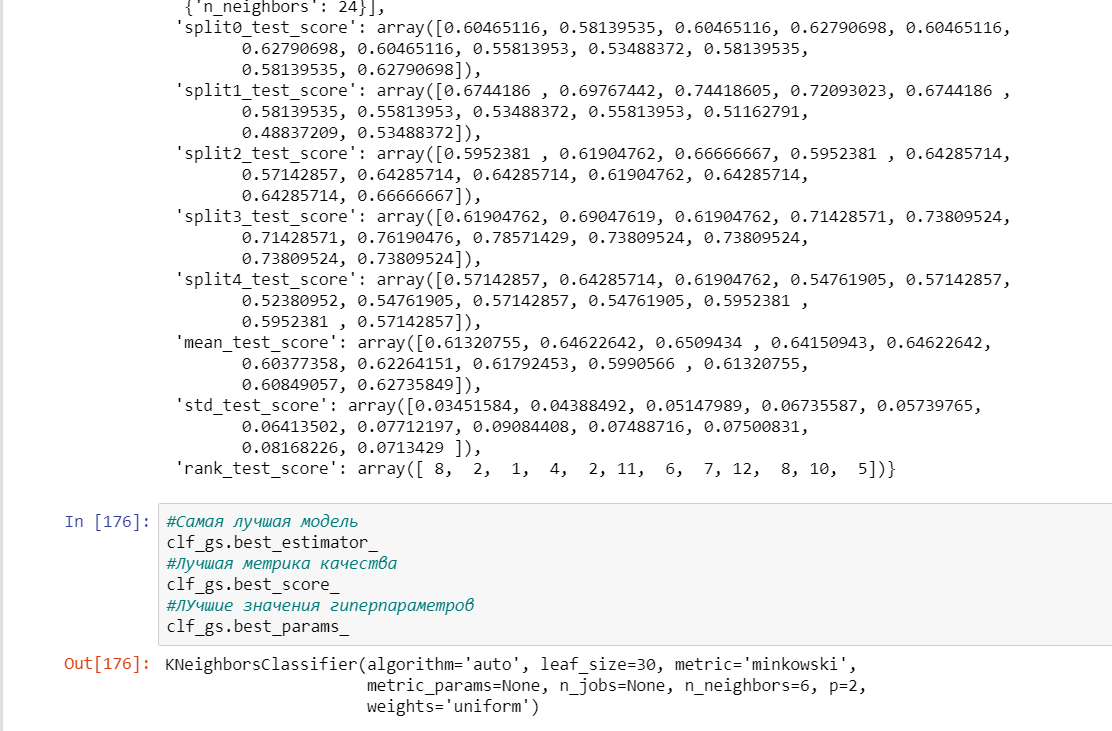 {'n_neighbors': 24}],
'split0_test_score': array([0.60465116, 0.58139535, 0.60465116, 0.62790698, 0.60465116,
0.62790698, 0.60465116, 0.55813953, 0.53488372, 0.58139535,
0.58139535, 0.62790698]),
'split1_test_score': array([0.6744186 , 0.69767442, 0.74418605, 0.72093023, 0.6744186 ,
0.58139535, 0.55813953, 0.53488372, 0.55813953, 0.51162791,
0.48837209, 0.53488372]),
'split2_test_score': array([0.5952381 , 0.61904762, 0.66666667, 0.5952381 , 0.64285714,
0.57142857, 0.64285714, 0.64285714, 0.61904762, 0.64285714,
0.64285714, 0.66666667]),
'split3_test_score': array([0.61904762, 0.69047619, 0.61904762, 0.71428571, 0.73809524,
0.71428571, 0.76190476, 0.78571429, 0.73809524, 0.73809524,
0.73809524, 0.73809524]),
'split4_test_score': array([0.57142857, 0.64285714, 0.61904762, 0.54761905, 0.57142857,
0.52380952, 0.54761905, 0.57142857, 0.54761905, 0.5952381 ,
0.5952381 , 0.57142857]),
'mean_test_score': array([0.61320755, 0.64622642, 0.6509434 , 0.64150943, 0.64622642,
0.60377358, 0.62264151, 0.61792453, 0.5990566 , 0.61320755,
0.60849057, 0.62735849]),
'std_test_score': array([0.03451584, 0.04388492, 0.05147989, 0.06735587, 0.05739765,
0.06413502, 0.07712197, 0.09084408, 0.07488716, 0.07500831,
0.08168226, 0.0713429 ]),
'rank_test_score': array([ 8,  2,  1,  4,  2, 11,  6,  7, 12,  8, 10,  5])}
In [176]: #Самая лучшая модель
clf_gs.best_estimator_
#Лучшая метрика качества
clf_gs.best_score_
#ЛУчшие значения гиперпараметров
clf_gs.best_params_
Out[176]: KNeighborsClassifier(algorithm='auto', leaf_size=30, metric='minkowski',
metric_params=None, n_jobs=None, n_neighbors=6, p=2,
weights='uniform')